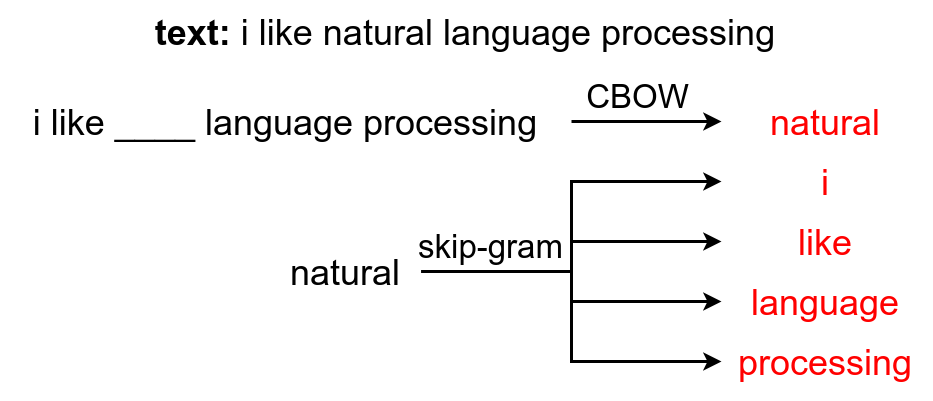 text: i like natural language processing
CBOW
i like ____ language processing
natural
i
skip-gram
like
natural
language
processing